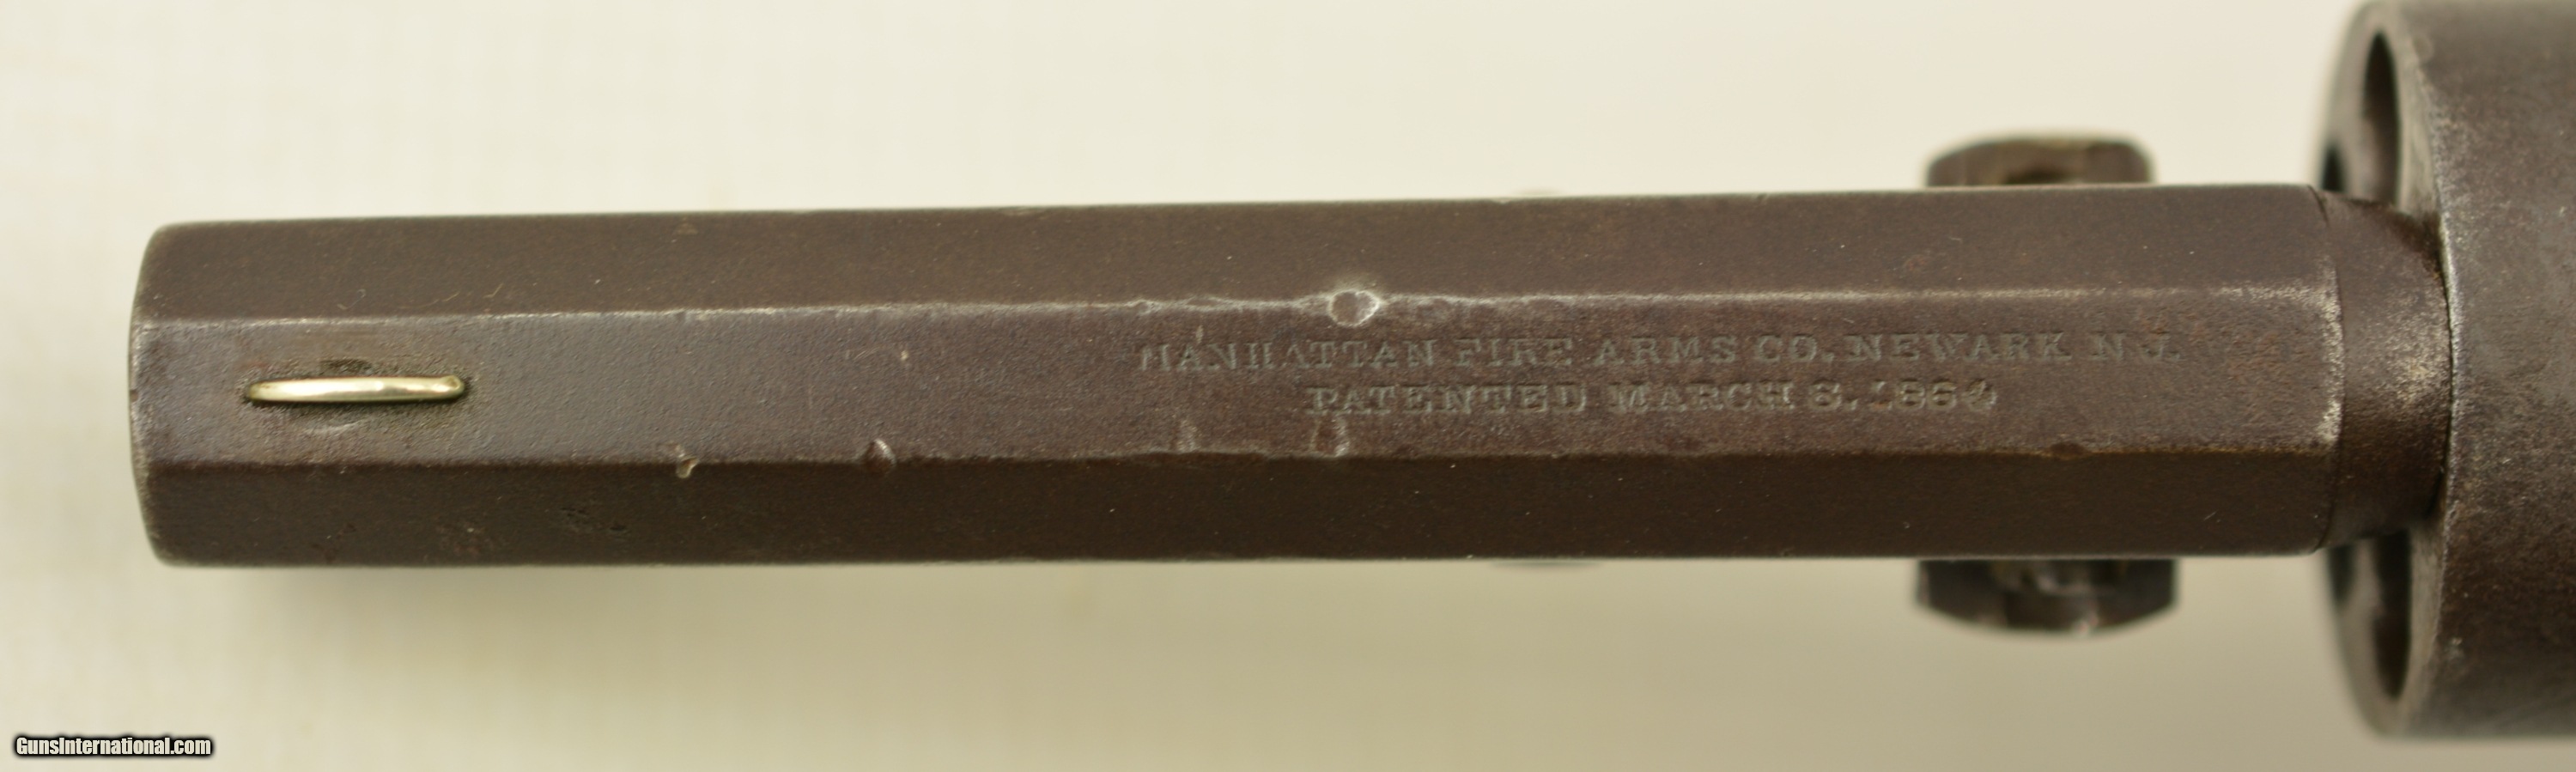 MANHATTAN FIRE ARMS CO. NEWARK N.J.
PATENTED MARCH 8. 1864
GunsInternational.com